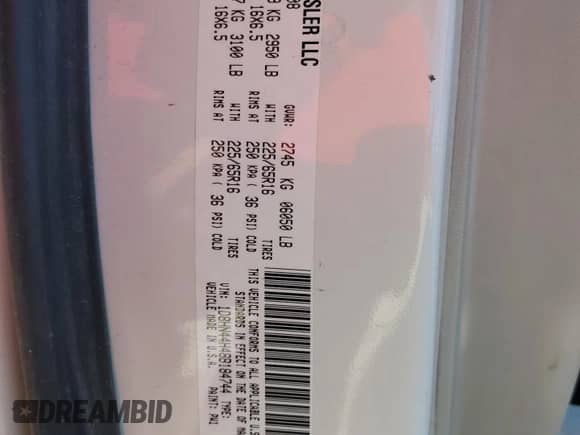 SLER LLC
08
GVWR: 2745 KG 06050 LB
KG 2950 LB WITH 225/65R16 TIRES
16X6.5 RIMS AT 250 KPA ( 36 PSI) COLD
KG 3100 LB WITH 225/65R16 TIRES
16X6.5 RIMS AT 250 KPA ( 36 PSI) COLD
THIS VEHICLE CONFORMS TO ALL APPLICABLE U.S
STANDARDS IN EFFECT ON THE DATE OF MA
VIN: 1D8HN44H48B184744 TYPE:
MADE IN U.S.A. PAINT: PW1
DREAMBID